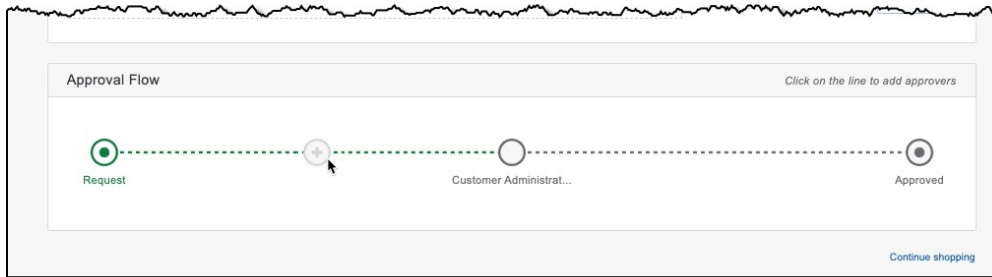 Approval Flow
Click on the line to add approvers
Request
Customer Administrat...
Approved
Continue shopping